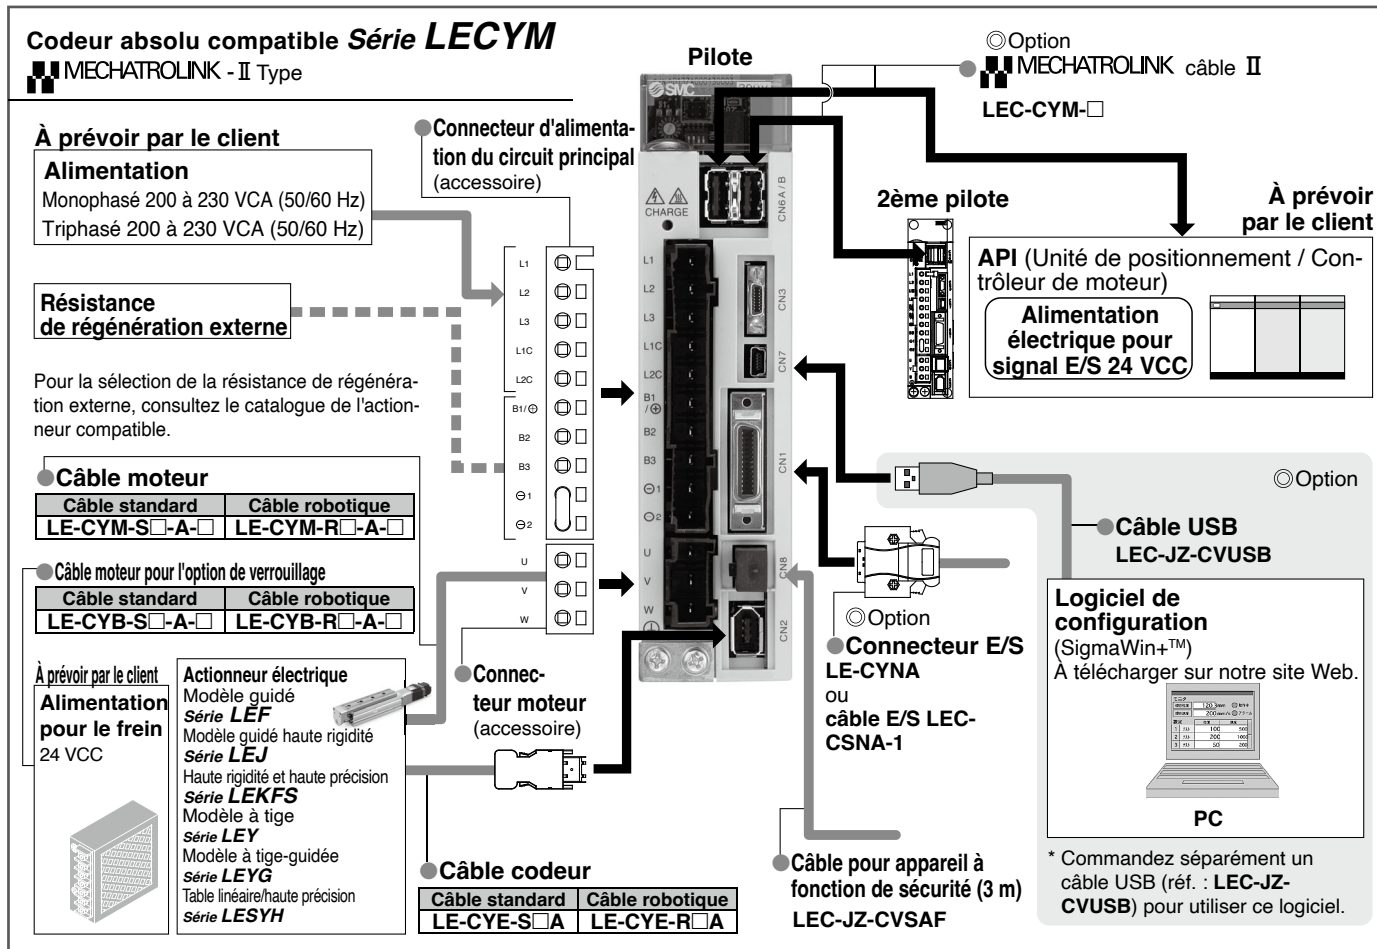 Codeur absolu compatible Série LECYM
MECHATROLINK - II Type
Pilote
◎Option
MECHATROLINK câble II
LEC-CYM-□
À prévoir par le client
Alimentation
Monophasé 200 à 230 VCA (50/60 Hz)
Triphasé 200 à 230 VCA (50/60 Hz)
Connecteur d'alimenta-
tion du circuit principal
(accessoire)
Résistance
de régénération externe
Pour la sélection de la résistance de régénéra-
tion externe, consultez le catalogue de l'action-
neur compatible.
L1
L2
L3
L1C
L2C
B1/⊕
B2
B3
⊖1
⊖2
U
V
W
SMC
CHARGE
L1
L2
L3
L1C
L2C
B1
/⊕
B2
B3
⊖1
⊖2
U
V
W
CN6 A / B
CN3
CN7
CN1
CN8
CN2
2ème pilote
À prévoir
par le client
API (Unité de positionnement / Con-
trôleur de moteur)
Alimentation
électrique pour
signal E/S 24 VCC
Câble moteur
Câble standard Câble robotique
LE-CYM-S□-A-□ LE-CYM-R□-A-□
Câble moteur pour l'option de verrouillage
Câble standard Câble robotique
LE-CYB-S□-A-□ LE-CYB-R□-A-□
À prévoir par le client
Alimentation
pour le frein
24 VCC
Actionneur électrique
Modèle guidé
Série LEF
Modèle guidé haute rigidité
Série LEJ
Haute rigidité et haute précision
Série LEKFS
Modèle à tige
Série LEY
Modèle à tige-guidée
Série LEYG
Table linéaire/haute précision
Série LESYH
Connec-
teur moteur
(accessoire)
Câble codeur
Câble standard Câble robotique
LE-CYE-S□A LE-CYE-R□A
◎Option
Connecteur E/S
LE-CYNA
ou
câble E/S LEC-
CSNA-1
Câble pour appareil à
fonction de sécurité (3 m)
LEC-JZ-CVSAF
◎Option
Câble USB
LEC-JZ-CVUSB
Logiciel de
configuration
(SigmaWin+™)
À télécharger sur notre site Web.
PC
* Commandez séparément un
câble USB (réf. : LEC-JZ-
CVUSB) pour utiliser ce logiciel.